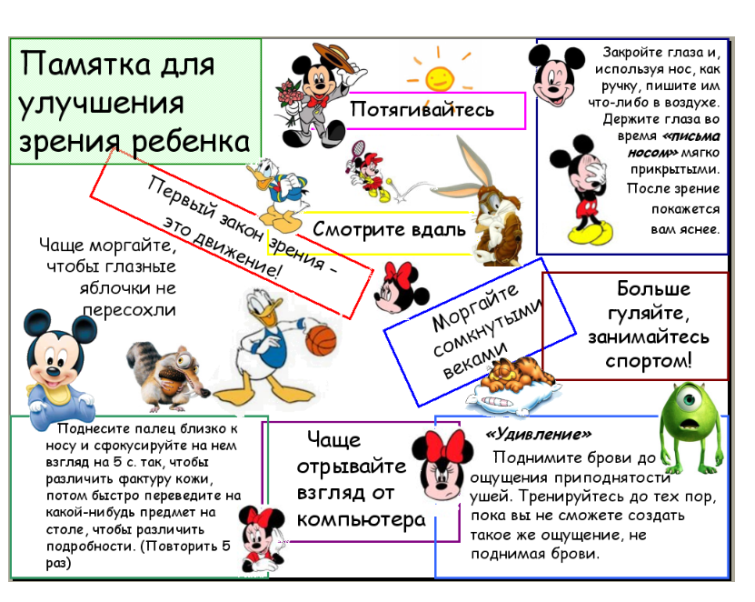 Памятка для
улучшения
зрения ребенка
Потягивайтесь
Закройте глаза и,
используя нос, как
ручку, пишите им
что-либо в воздухе.
Держите глаза во
время «письма
носом» мягко
прикрытыми.
После зрение
покажется
вам яснее.
Первый закон зрения –
это движение!
Смотрите вдаль
Чаще моргайте,
чтобы глазные
яблочки не
пересохли
Моргайте
сомкнутыми
веками
Больше
гуляйте,
занимайтесь
спортом!
Поднесите палец близко к
носу и сфокусируйте на нем
взгляд на 5 с. так, чтобы
различить фактуру кожи,
потом быстро переведите на
какой-нибудь предмет на
столе, чтобы различить
подробности. (Повторить 5
раз)
Чаще
отрывайте
взгляд от
компьютера
«Удивление»
Поднимите брови до
ощущения приподнятости
ушей. Тренируйтесь до тех пор,
пока вы не сможете создать
такое же ощущение, не
поднимая брови.